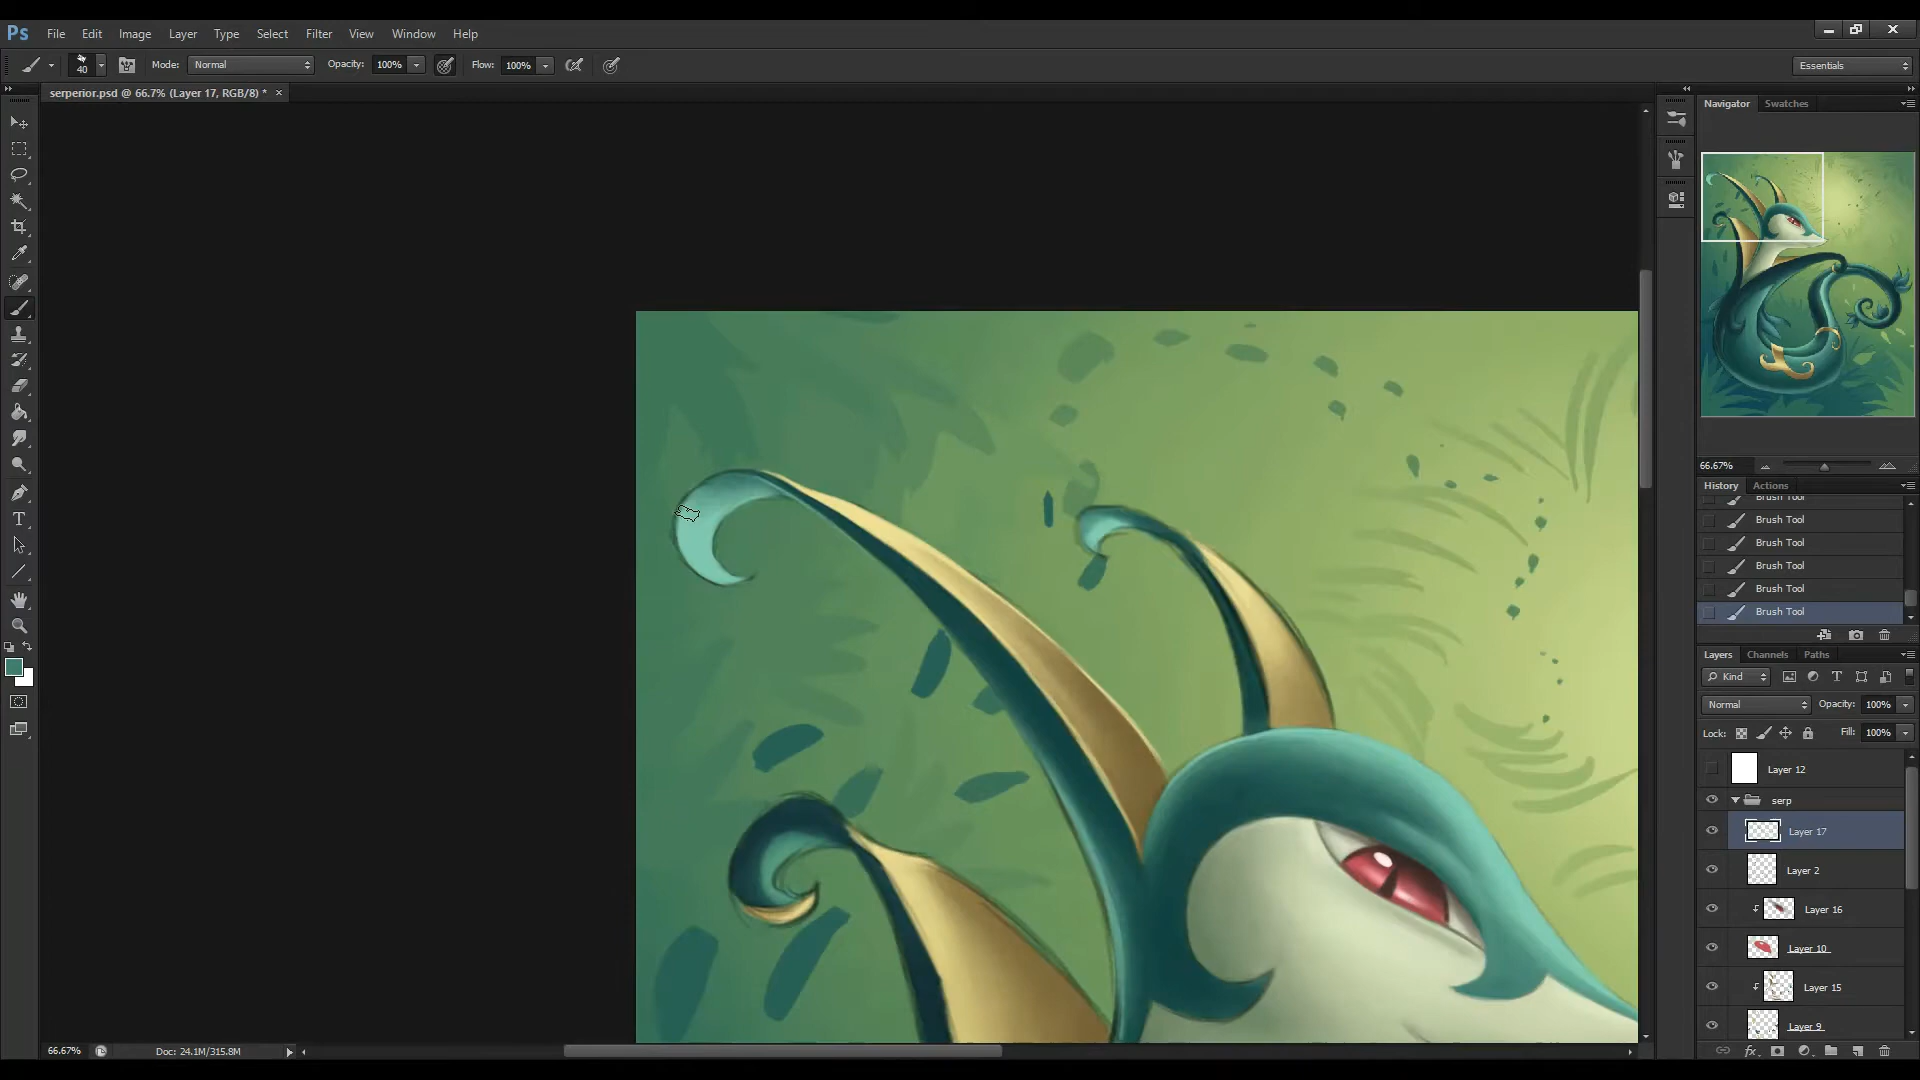 Ps File Edit Image Layer Type Select Filter View Window Help
40 Mode: Normal Opacity: 100% Flow: 100% Essentials
serperior.psd @ 66.7% (Layer 17, RGB/8) * ×
Navigator Swatches
66.67%
History Actions
Brush Tool
Brush Tool
Brush Tool
Brush Tool
Brush Tool
Brush Tool
Layers Channels Paths
Kind
Normal Opacity: 100%
Lock: Fill: 100%
Layer 12
serp
Layer 17
Layer 2
Layer 16
Layer 10
Layer 15
Layer 9
66.67% Doc: 24.1M/315.8M